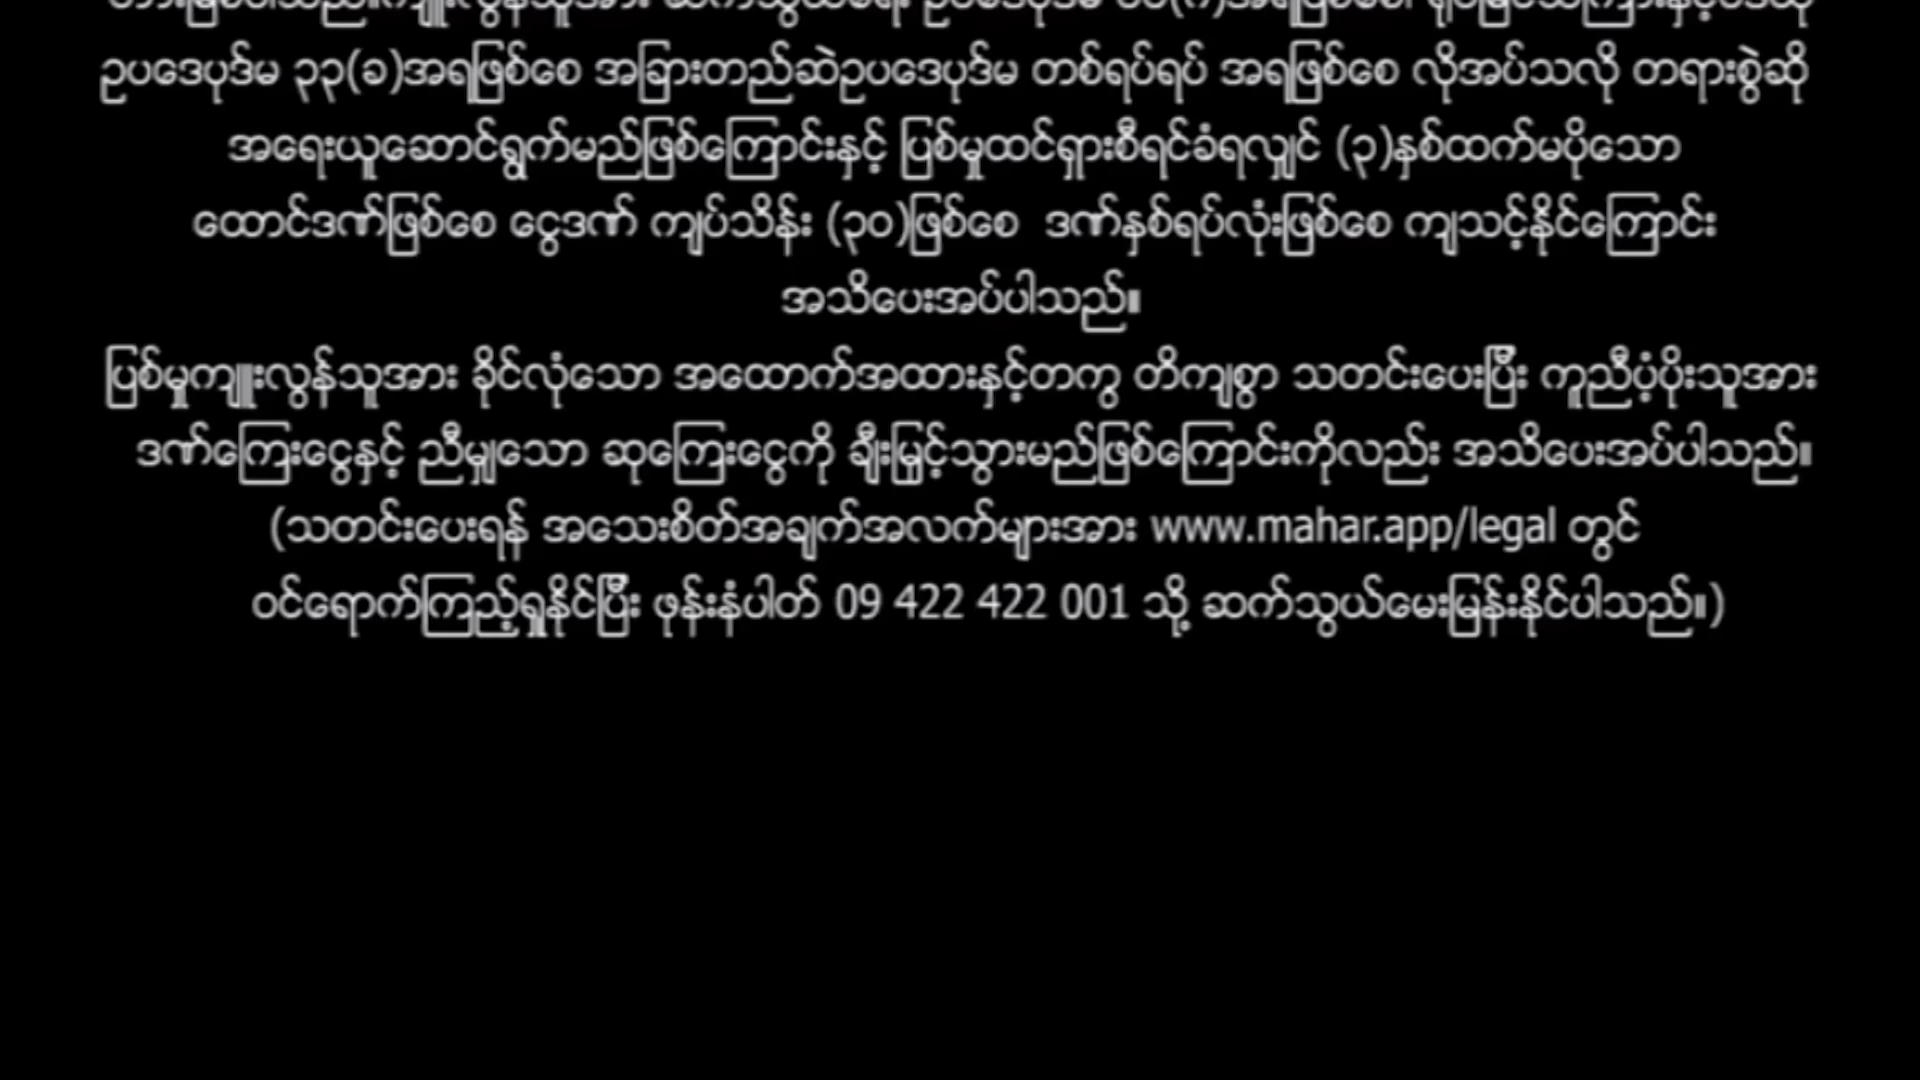 ဥပဒေပုဒ်မ ၃၃(ခ)အရဖြစ်စေ အခြားတည်ဆဲဥပဒေပုဒ်မ တစ်ရပ်ရပ် အရဖြစ်စေ လိုအပ်သလို တရားစွဲဆို
အရေးယူဆောင်ရွက်မည်ဖြစ်ကြောင်းနှင့် ပြစ်မှုထင်ရှားစီရင်ခံရလျှင် (၃)နှစ်ထက်မပိုသော
ထောင်ဒဏ်ဖြစ်စေ ငွေဒဏ် ကျပ်သိန်း (၃၀)ဖြစ်စေ ဒဏ်နှစ်ရပ်လုံးဖြစ်စေ ကျသင့်နိုင်ကြောင်း
အသိပေးအပ်ပါသည်။
ပြစ်မှုကျူးလွန်သူအား ခိုင်လုံသော အထောက်အထားနှင့်တကွ တိကျစွာ သတင်းပေးပြီး ကူညီပံ့ပိုးသူအား
ဒဏ်ကြေးငွေနှင့် ညီမျှသော ဆုကြေးငွေကို ချီးမြှင့်သွားမည်ဖြစ်ကြောင်းကိုလည်း အသိပေးအပ်ပါသည်။
(သတင်းပေးရန် အသေးစိတ်အချက်အလက်များအား www.mahar.app/legal တွင်
ဝင်ရောက်ကြည့်ရှုနိုင်ပြီး ဖုန်းနံပါတ် 09 422 422 001 သို့ ဆက်သွယ်မေးမြန်းနိုင်ပါသည်။)